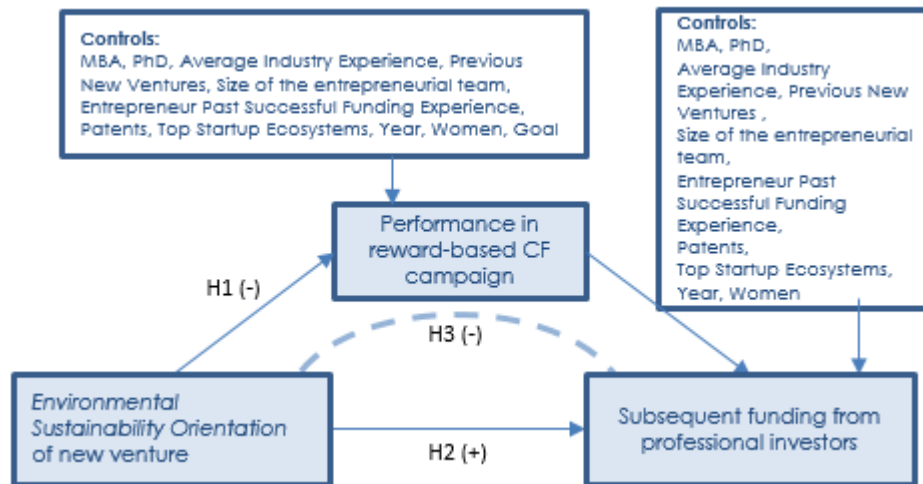 Controls:
MBA, PhD, Average Industry Experience, Previous
New Ventures, Size of the entrepreneurial team,
Entrepreneur Past Successful Funding Experience,
Patents, Top Startup Ecosystems, Year, Women, Goal
Controls:
MBA, PhD,
Average Industry
Experience, Previous New
Ventures ,
Size of the entrepreneurial
team,
Entrepreneur Past
Successful Funding
Experience,
Patents,
Top Startup Ecosystems,
Year, Women
Performance in
reward-based CF
campaign
H1 (-)
H3 (-)
Environmental
Sustainability Orientation
of new venture
H2 (+)
Subsequent funding from
professional investors